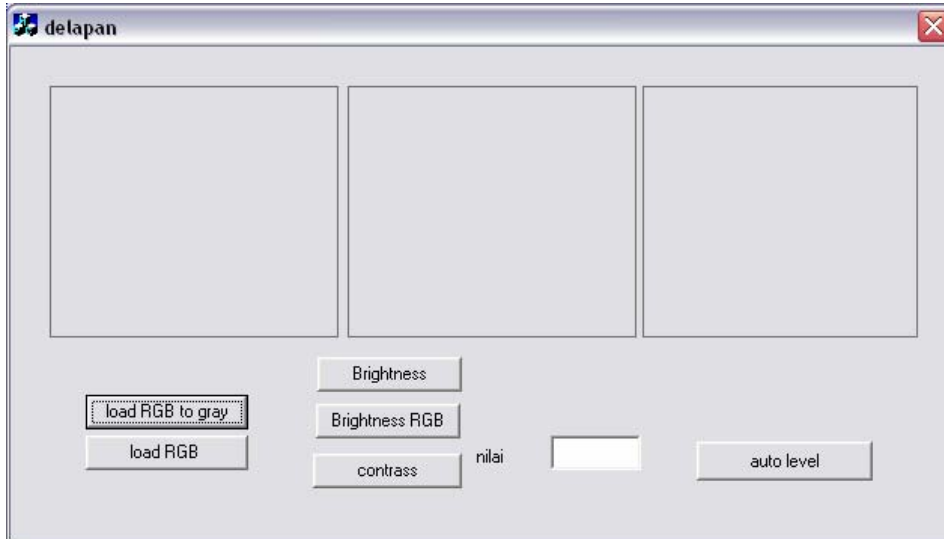 delapan
Brightness
load RGB to gray
Brightness RGB
load RGB
contrass
nilai
auto level